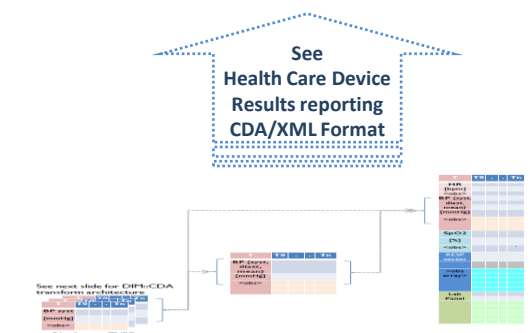 See
Health Care Device
Results reporting
CDA/XML Format
T T0 . . Tn
HR
(bpm)
<obs>
BP (syst,
diast,
mean)
[mmHg]
<obs>
SpO2
[%]
<obs>
T T0 . . Tn
BP (syst,
diast,
mean)
[mmHg]
<obs>
See next slide for DIM::CDA
transform architecture
BP syst
[mmHg]
<obs>
<obs
array>
Lab
Panel